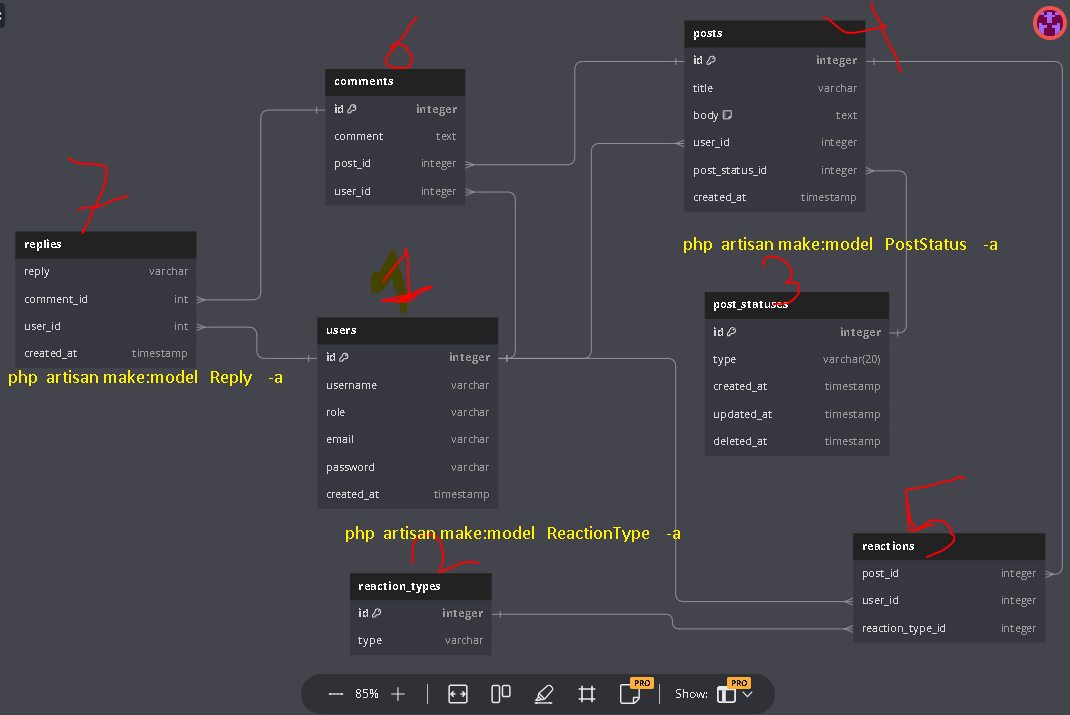 6
comments
id integer
comment text
post_id integer
user_id integer
4
posts
id integer
title varchar
body text
user_id integer
post_status_id integer
created_at timestamp
7
replies
reply varchar
comment_id int
user_id int
created_at timestamp
php artisan make:model Reply -a
1
users
id integer
username varchar
role varchar
email varchar
password varchar
created_at timestamp
php artisan make:model PostStatus -a
3
post_statuses
id integer
type varchar(20)
created_at timestamp
updated_at timestamp
deleted_at timestamp
php artisan make:model ReactionType -a
2
reaction_types
id integer
type varchar
5
reactions
post_id integer
user_id integer
reaction_type_id integer
85%
PRO
Show:
PRO